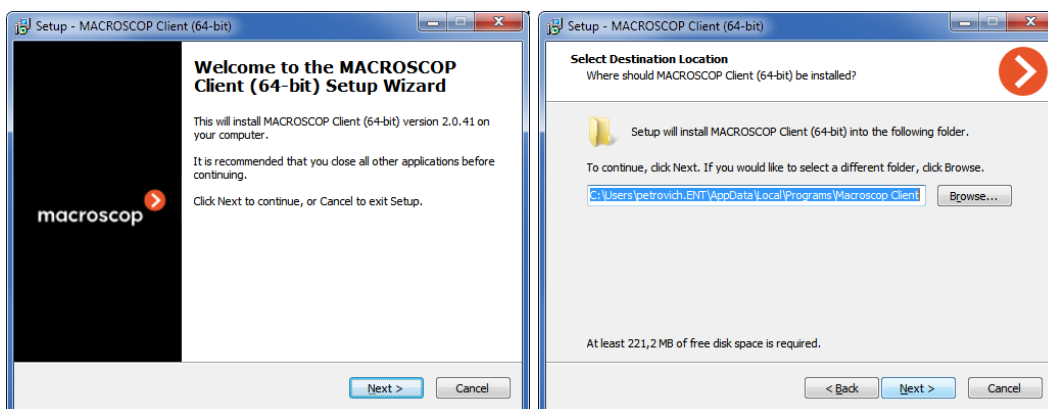 Setup - MACROSCOP Client (64-bit)
Welcome to the MACROSCOP
Client (64-bit) Setup Wizard
This will install MACROSCOP Client (64-bit) version 2.0.41 on
your computer.
It is recommended that you close all other applications before
continuing.
Click Next to continue, or Cancel to exit Setup.
macroscop
Next >
Cancel
Setup - MACROSCOP Client (64-bit)
Select Destination Location
Where should MACROSCOP Client (64-bit) be installed?
Setup will install MACROSCOP Client (64-bit) into the following folder.
To continue, click Next. If you would like to select a different folder, click Browse.
C:\Users\petrovich.ENT\AppData\Local\Programs\Macroscop Client
Browse...
At least 221,2 MB of free disk space is required.
< Back
Next >
Cancel